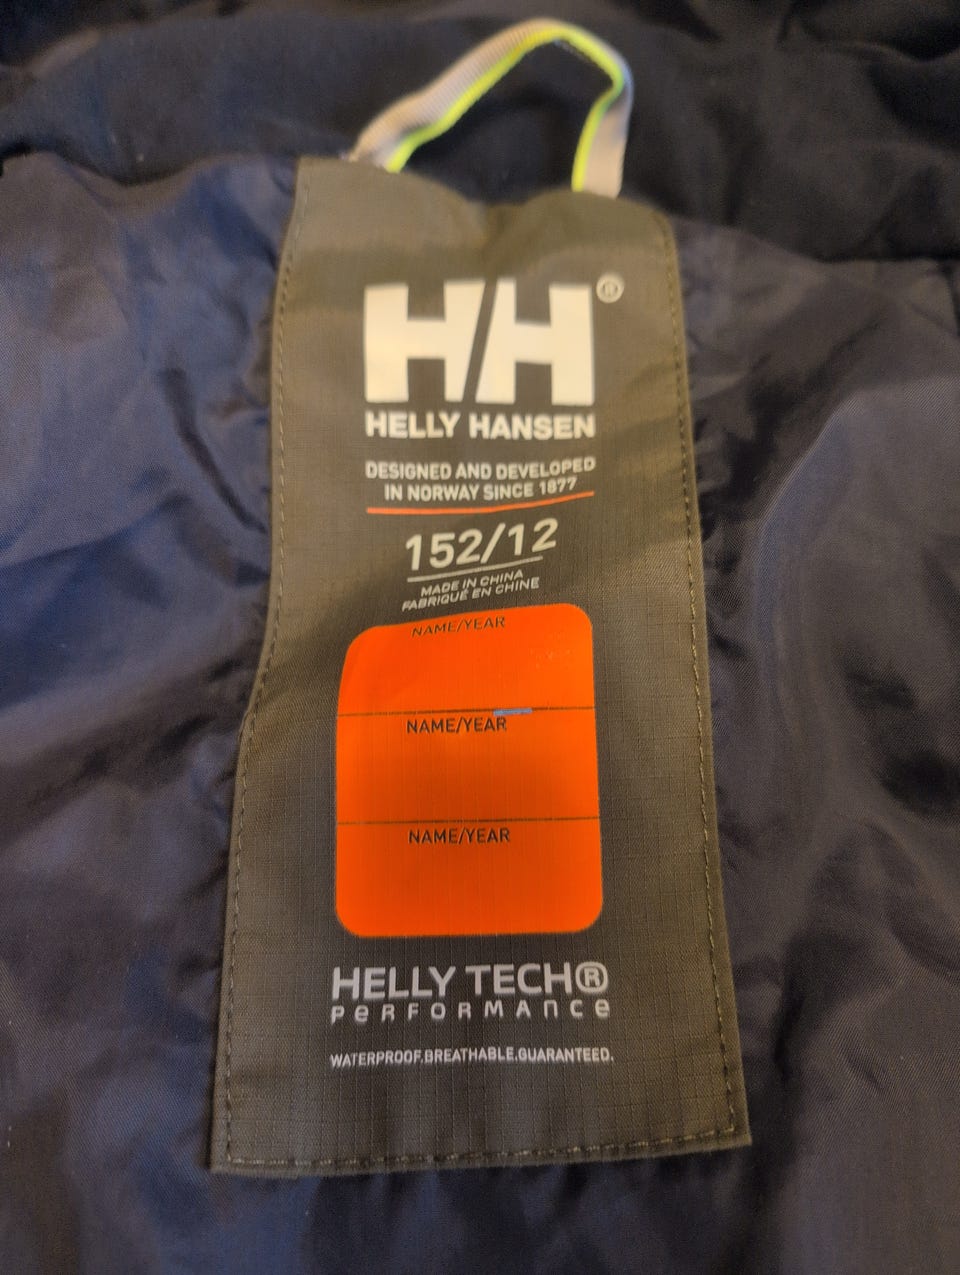 HH®
HELLY HANSEN
DESIGNED AND DEVELOPED
IN NORWAY SINCE 1877
152/12
MADE IN CHINA
FABRIQUÉ EN CHINE
NAME/YEAR
NAME/YEAR
NAME/YEAR
HELLY TECH®
PeRFORMAnce
WATERPROOF.BREATHABLE.GUARANTEED.